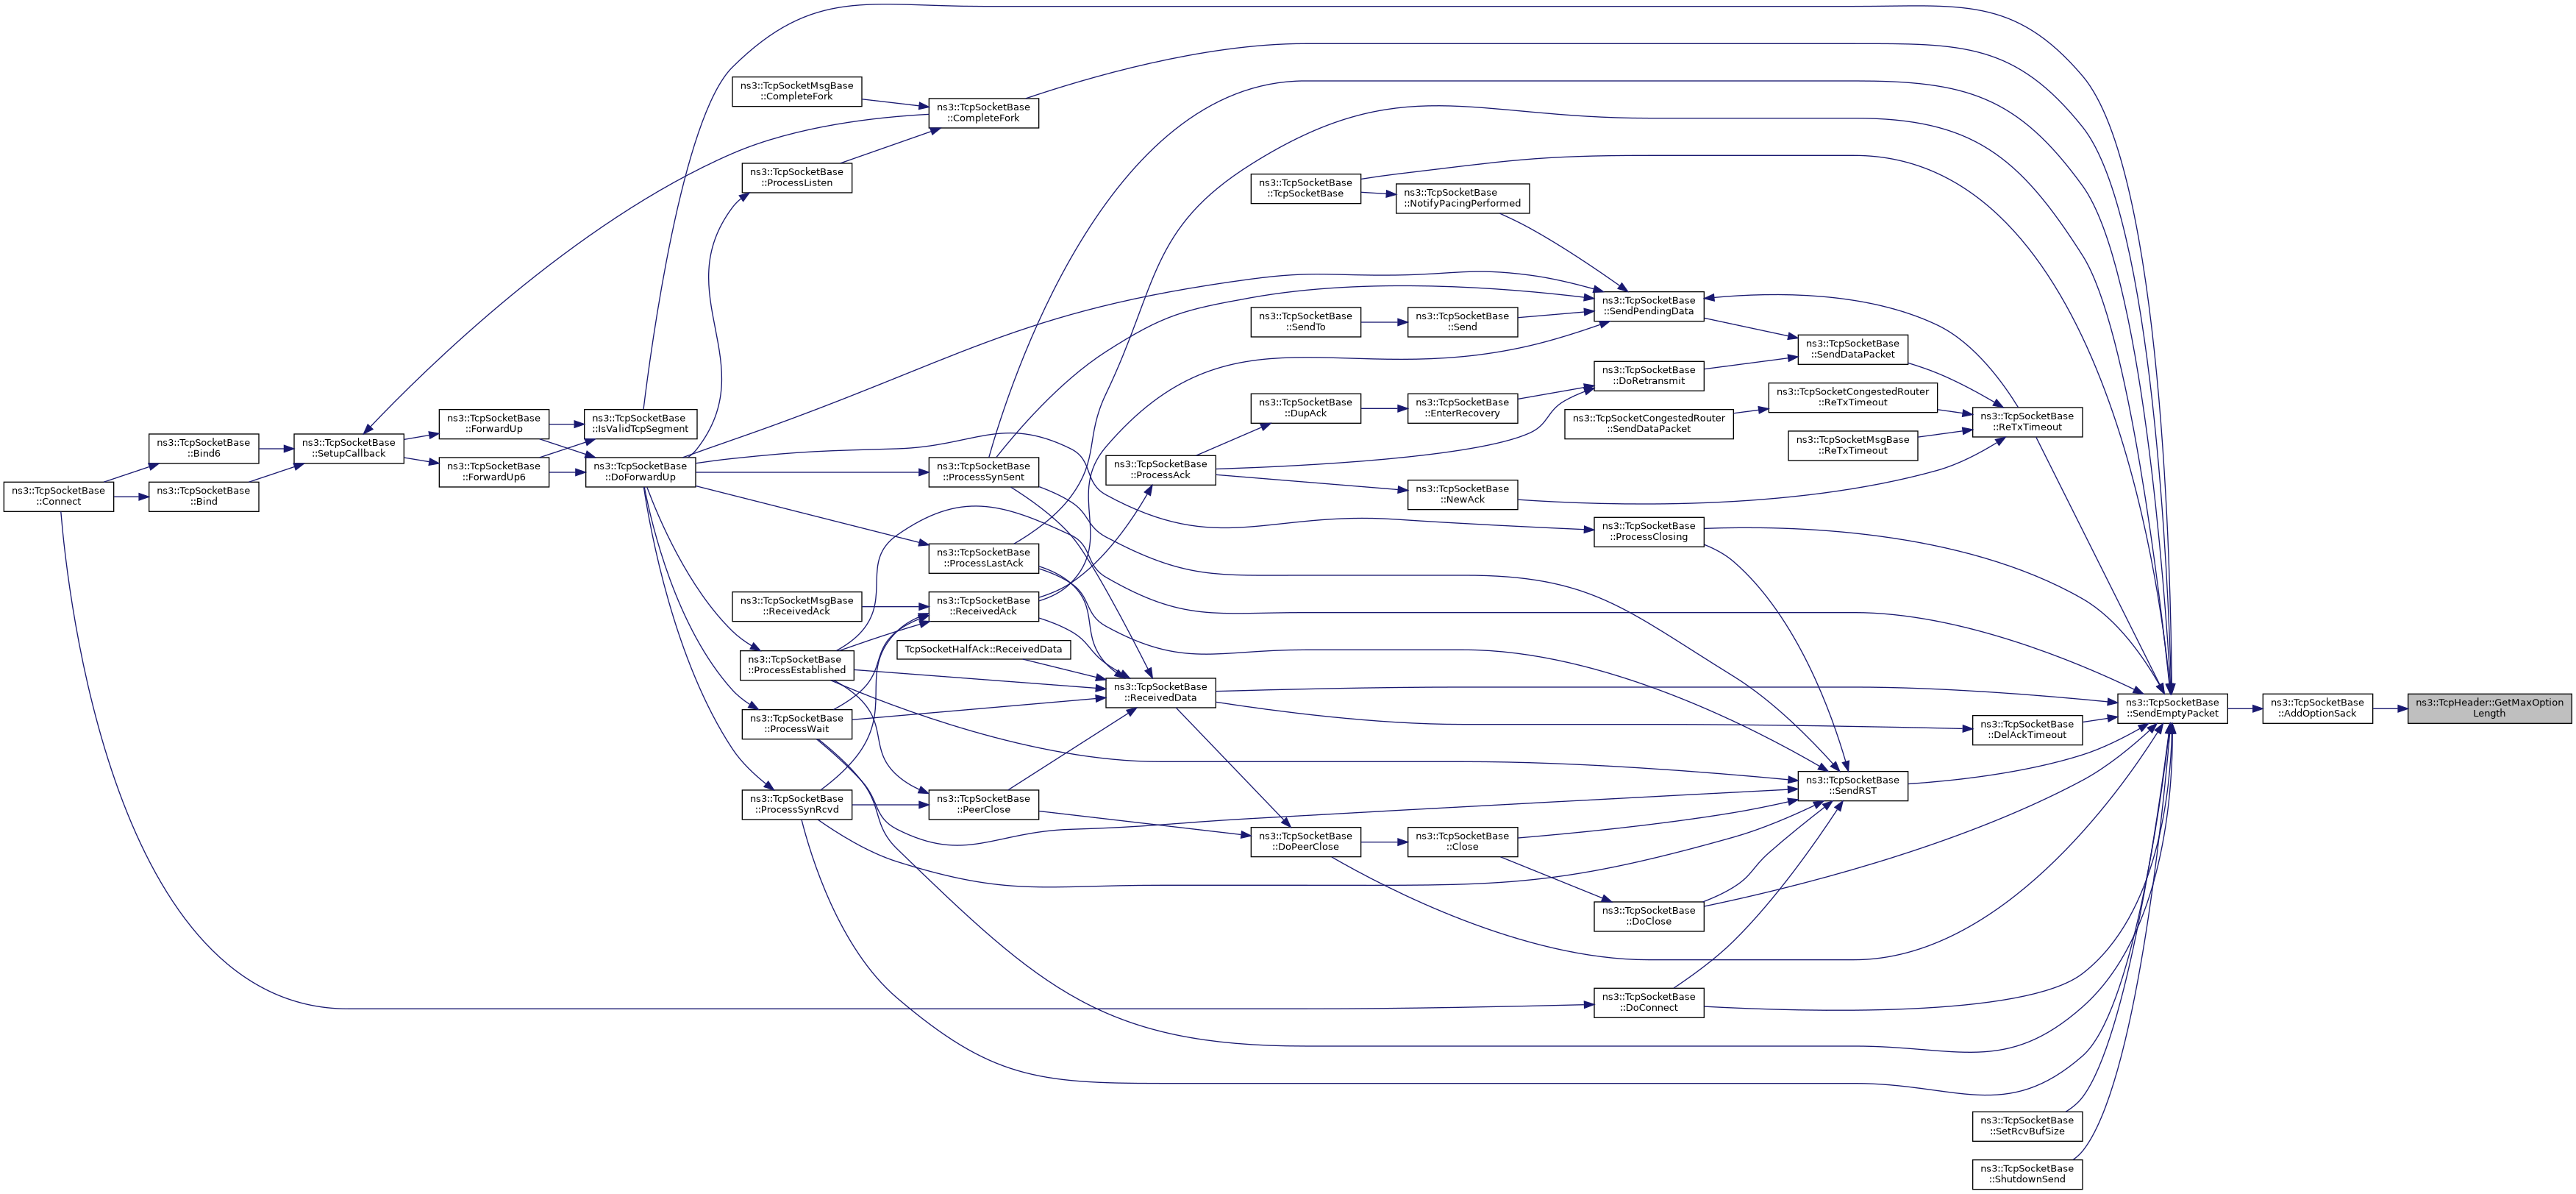 ns3::TcpSocketMsgBase
::CompleteFork
ns3::TcpSocketBase
::CompleteFork
ns3::TcpSocketBase
::ProcessListen
ns3::TcpSocketBase
::TcpSocketBase
ns3::TcpSocketBase
::NotifyPacingPerformed
ns3::TcpSocketBase
::SendPendingData
ns3::TcpSocketBase
::SendTo
ns3::TcpSocketBase
::Send
ns3::TcpSocketBase
::SendDataPacket
ns3::TcpSocketBase
::DoRetransmit
ns3::TcpSocketCongestedRouter
::ReTxTimeout
ns3::TcpSocketBase
::DupAck
ns3::TcpSocketBase
::EnterRecovery
ns3::TcpSocketCongestedRouter
::SendDataPacket
ns3::TcpSocketBase
::ReTxTimeout
ns3::TcpSocketMsgBase
::ReTxTimeout
ns3::TcpSocketBase
::ForwardUp
ns3::TcpSocketBase
::IsValidTcpSegment
ns3::TcpSocketBase
::Bind6
ns3::TcpSocketBase
::SetupCallback
ns3::TcpSocketBase
::ForwardUp6
ns3::TcpSocketBase
::DoForwardUp
ns3::TcpSocketBase
::ProcessSynSent
ns3::TcpSocketBase
::ProcessAck
ns3::TcpSocketBase
::Connect
ns3::TcpSocketBase
::Bind
ns3::TcpSocketBase
::NewAck
ns3::TcpSocketBase
::ProcessClosing
ns3::TcpSocketBase
::ProcessLastAck
ns3::TcpSocketMsgBase
::ReceivedAck
ns3::TcpSocketBase
::ReceivedAck
TcpSocketHalfAck::ReceivedData
ns3::TcpSocketBase
::ProcessEstablished
ns3::TcpSocketBase
::ReceivedData
ns3::TcpSocketBase
::ProcessWait
ns3::TcpSocketBase
::DelAckTimeout
ns3::TcpSocketBase
::SendEmptyPacket
ns3::TcpSocketBase
::AddOptionSack
ns3::TcpHeader::GetMaxOption
Length
ns3::TcpSocketBase
::SendRST
ns3::TcpSocketBase
::ProcessSynRcvd
ns3::TcpSocketBase
::PeerClose
ns3::TcpSocketBase
::DoPeerClose
ns3::TcpSocketBase
::Close
ns3::TcpSocketBase
::DoClose
ns3::TcpSocketBase
::DoConnect
ns3::TcpSocketBase
::SetRcvBufSize
ns3::TcpSocketBase
::ShutdownSend